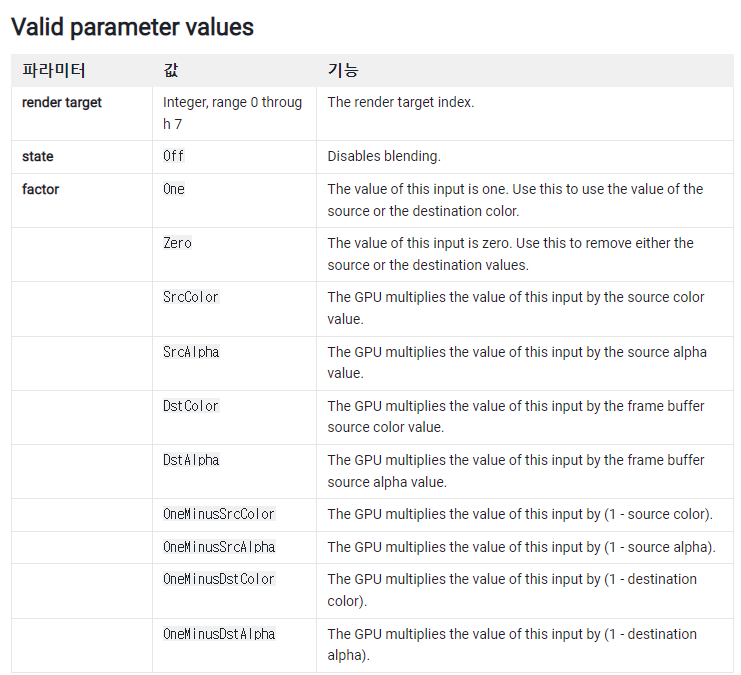 Valid parameter values
파라미터 값 기능
render target Integer, range 0 throug The render target index.
h 7
state Off Disables blending.
factor One The value of this input is one. Use this to use the value of the
source or the destination color.
Zero The value of this input is zero. Use this to remove either the
source or the destination values.
SrcColor The GPU multiplies the value of this input by the source color
value.
SrcAlpha The GPU multiplies the value of this input by the source alpha
value.
DstColor The GPU multiplies the value of this input by the frame buffer
source color value.
DstAlpha The GPU multiplies the value of this input by the frame buffer
source alpha value.
OneMinusSrcColor The GPU multiplies the value of this input by (1 - source color).
OneMinusSrcAlpha The GPU multiplies the value of this input by (1 - source alpha).
OneMinusDstColor The GPU multiplies the value of this input by (1 - destination
color).
OneMinusDstAlpha The GPU multiplies the value of this input by (1 - destination
alpha).